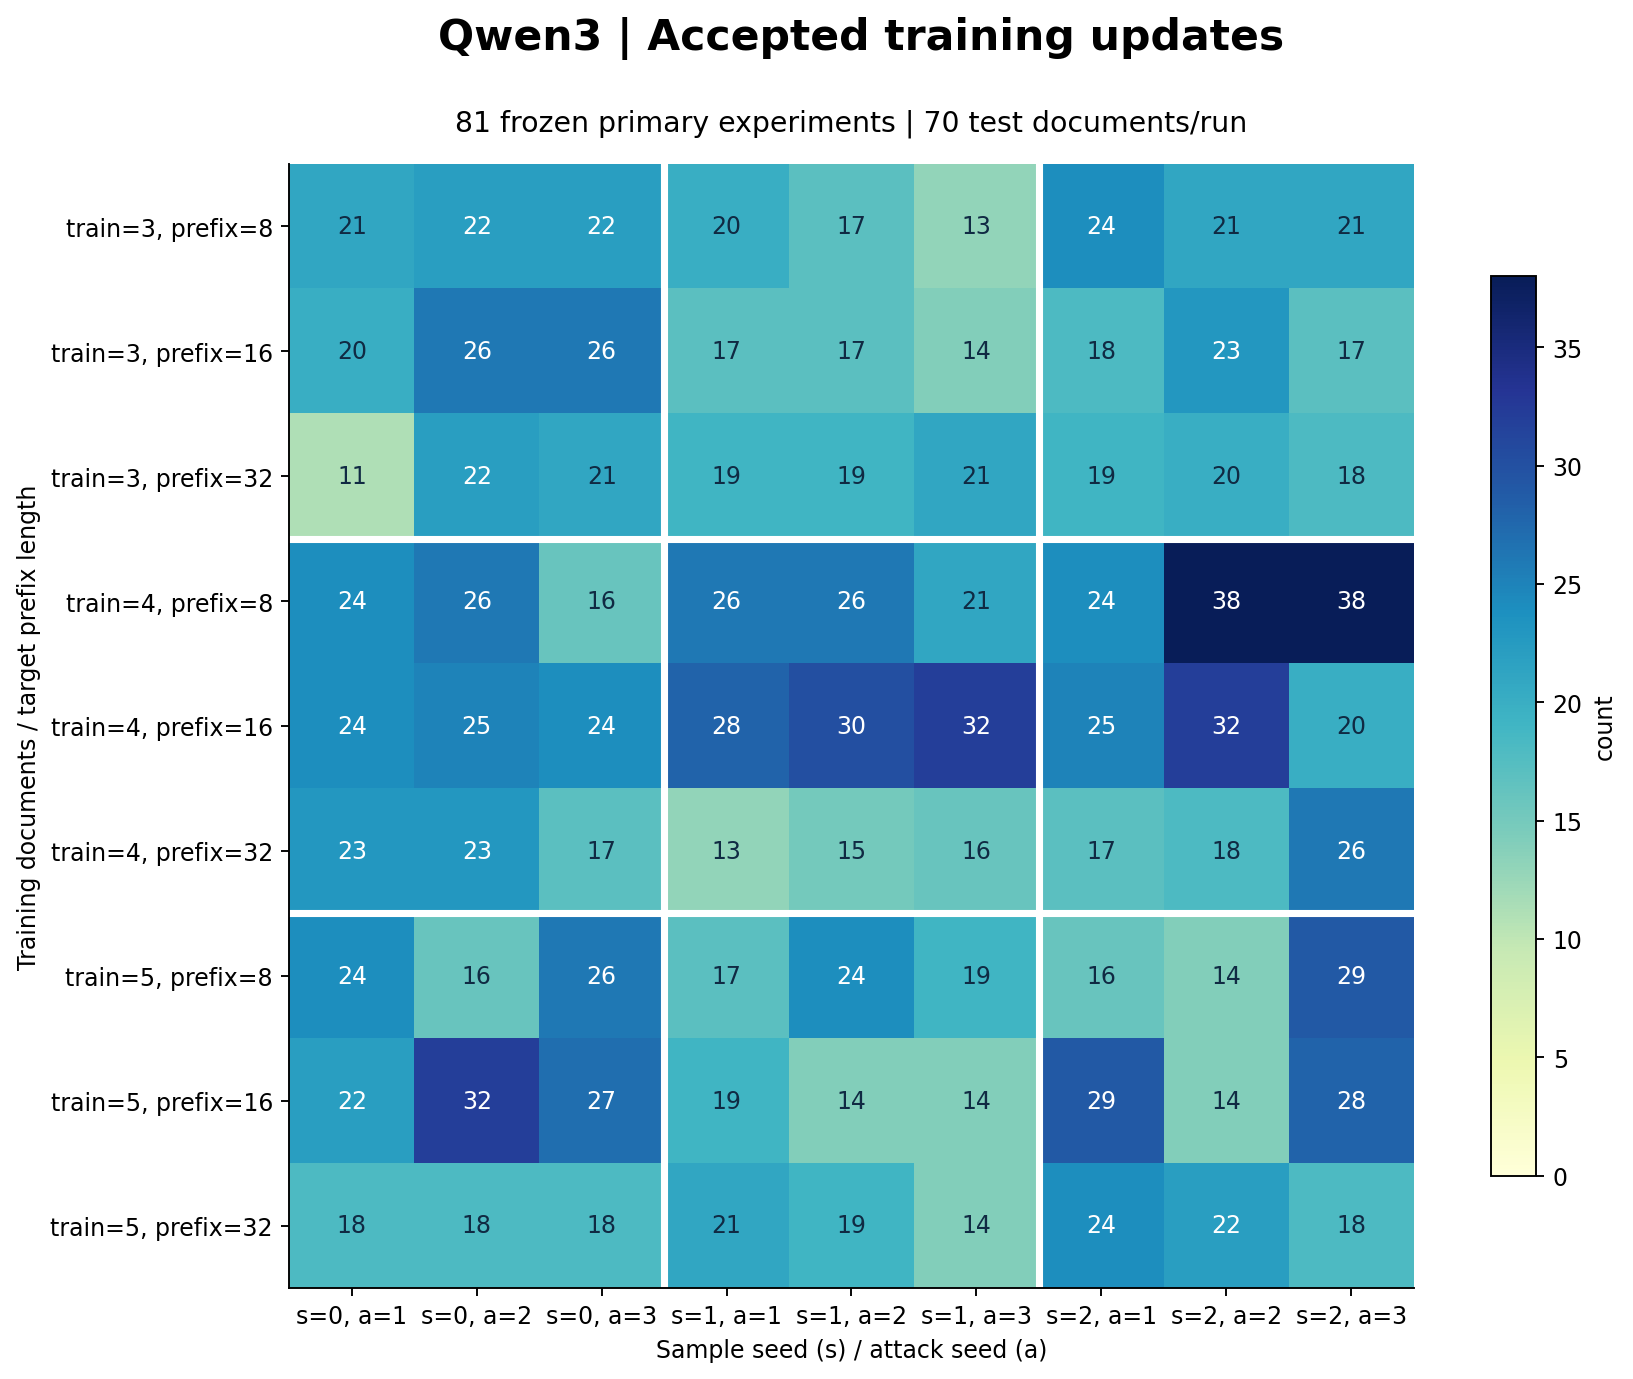 Qwen3 | Accepted training updates
81 frozen primary experiments | 70 test documents/run
Training documents / target prefix length
train=3, prefix=8 21 22 22 20 17 13 24 21 21
train=3, prefix=16 20 26 26 17 17 14 18 23 17
train=3, prefix=32 11 22 21 19 19 21 19 20 18
train=4, prefix=8 24 26 16 26 26 21 24 38 38
train=4, prefix=16 24 25 24 28 30 32 25 32 20
train=4, prefix=32 23 23 17 13 15 16 17 18 26
train=5, prefix=8 24 16 26 17 24 19 16 14 29
train=5, prefix=16 22 32 27 19 14 14 29 14 28
train=5, prefix=32 18 18 18 21 19 14 24 22 18
s=0, a=1 s=0, a=2 s=0, a=3 s=1, a=1 s=1, a=2 s=1, a=3 s=2, a=1 s=2, a=2 s=2, a=3
Sample seed (s) / attack seed (a)
35
30
25
20
15
10
5
0
count